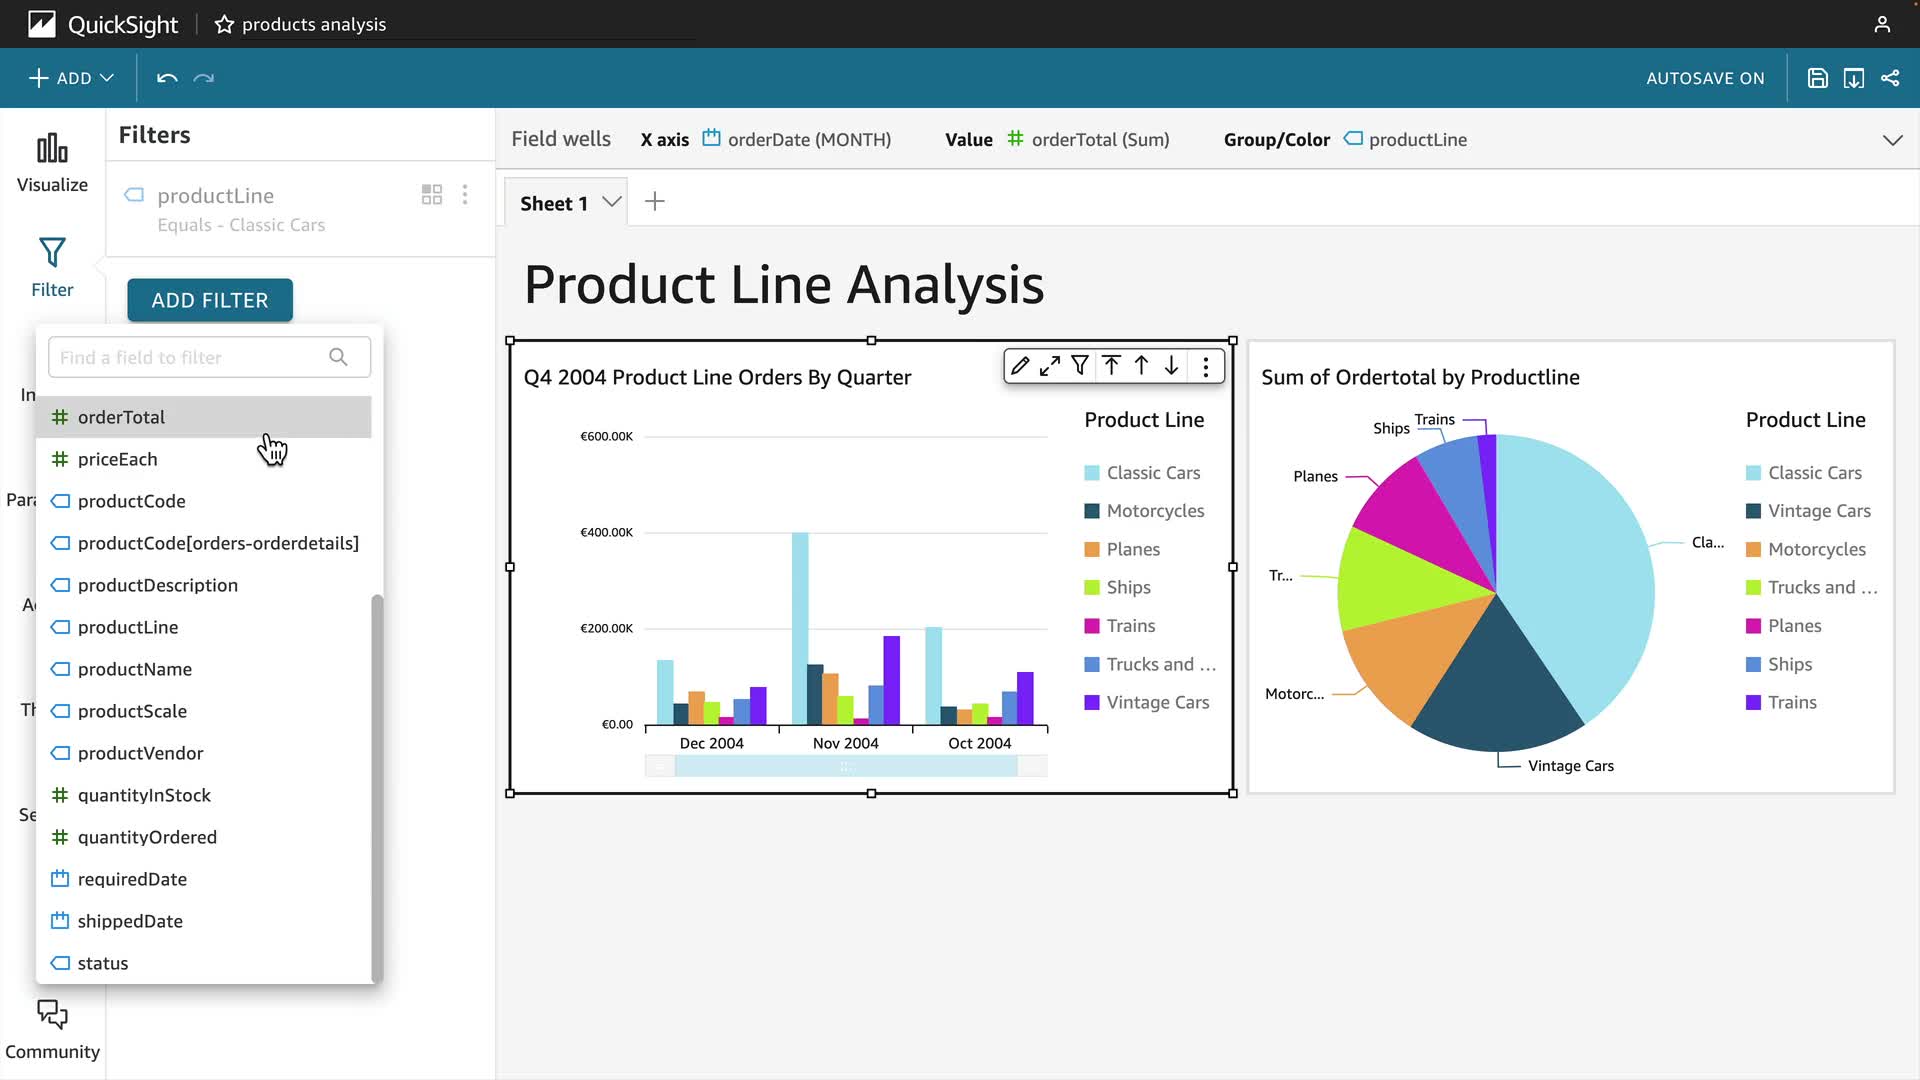 QuickSight
products analysis
ADD
AUTOSAVE ON
Visualize
Filter
In
Para
Ac
Th
Se
Community
Filters
productLine
Equals - Classic Cars
ADD FILTER
Find a field to filter
orderTotal
priceEach
productCode
productCode[orders-orderdetails]
productDescription
productLine
productName
productScale
productVendor
quantityInStock
quantityOrdered
requiredDate
shippedDate
status
Field wells X axis orderDate (MONTH) Value orderTotal (Sum) Group/Color productLine
Sheet 1
Product Line Analysis
Q4 2004 Product Line Orders By Quarter
€600.00K
€400.00K
€200.00K
€0.00
Dec 2004 Nov 2004 Oct 2004
Product Line
Classic Cars
Motorcycles
Planes
Ships
Trains
Trucks and ...
Vintage Cars
Sum of Ordertotal by Productline
Trains
Ships
Planes
Cla...
Tr...
Motorc...
Vintage Cars
Product Line
Classic Cars
Vintage Cars
Motorcycles
Trucks and ...
Planes
Ships
Trains